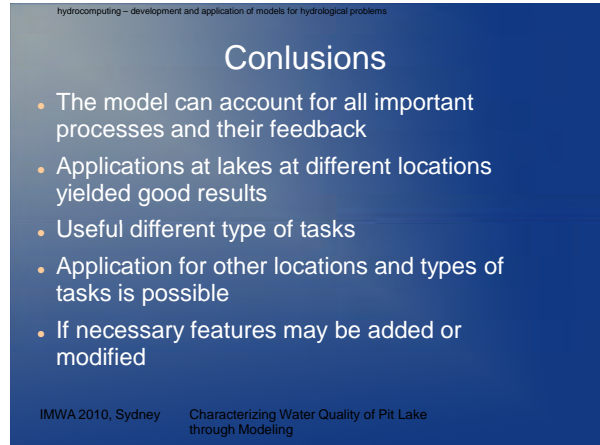 hydrocomputing – development and application of models for hydrological problems
Conlusions
• The model can account for all important
processes and their feedback
• Applications at lakes at different locations
yielded good results
• Useful different type of tasks
• Application for other locations and types of
tasks is possible
• If necessary features may be added or
modified
IMWA 2010, Sydney
Characterizing Water Quality of Pit Lake
through Modeling